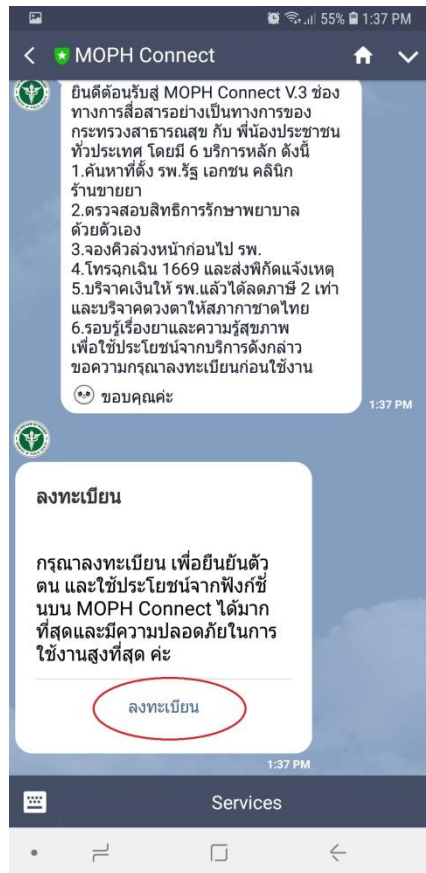 55% 1:37 PM
MOPH Connect
ยินดีต้อนรับสู่ MOPH Connect V.3 ช่อง
ทางการสื่อสารอย่างเป็นทางการของ
กระทรวงสาธารณสุข กับ พี่น้องประชาชน
ทั่วประเทศ โดยมี 6 บริการหลัก ดังนี้
1.ค้นหาที่ตั้ง รพ.รัฐ เอกชน คลินิก
ร้านขายยา
2.ตรวจสอบสิทธิการรักษาพยาบาล
ด้วยตัวเอง
3.จองคิวล่วงหน้าก่อนไป รพ.
4.โทรฉุกเฉิน 1669 และส่งพิกัดแจ้งเหตุ
5.บริจาคเงินให้ รพ.แล้วได้ลดภาษี 2 เท่า
และบริจาคดวงตาให้สภากาชาดไทย
6.รอบรู้เรื่องยาและความรู้สุขภาพ
เพื่อใช้ประโยชน์จากบริการดังกล่าว
ขอความกรุณาลงทะเบียนก่อนใช้งาน
ขอบคุณค่ะ
1:37 PM
ลงทะเบียน
กรุณาลงทะเบียน เพื่อยืนยันตัว
ตน และใช้ประโยชน์จากฟังก์ชั่
นบน MOPH Connect ได้มาก
ที่สุดและมีความปลอดภัยในการ
ใช้งานสูงที่สุด ค่ะ
ลงทะเบียน
1:37 PM
Services